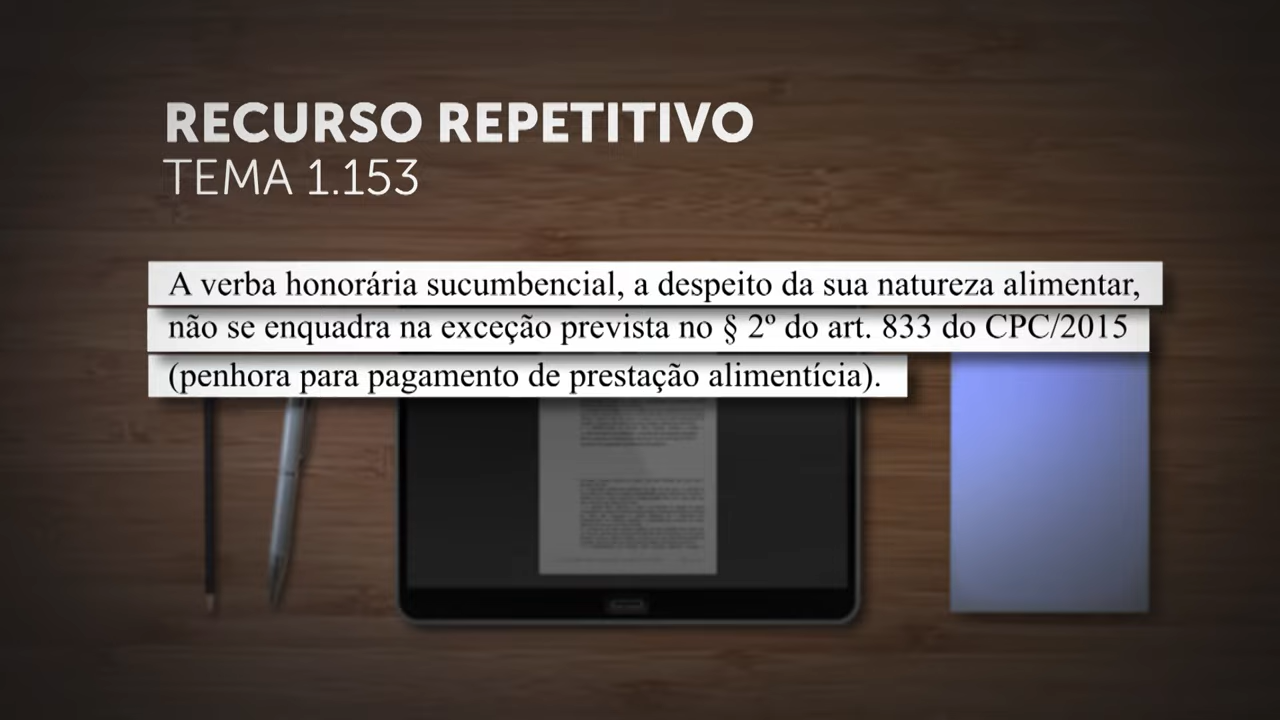 RECURSO REPETITIVO
TEMA 1.153
A verba honorária sucumbencial, a despeito da sua natureza alimentar,
não se enquadra na exceção prevista no § 2º do art. 833 do CPC/2015
(penhora para pagamento de prestação alimentícia).